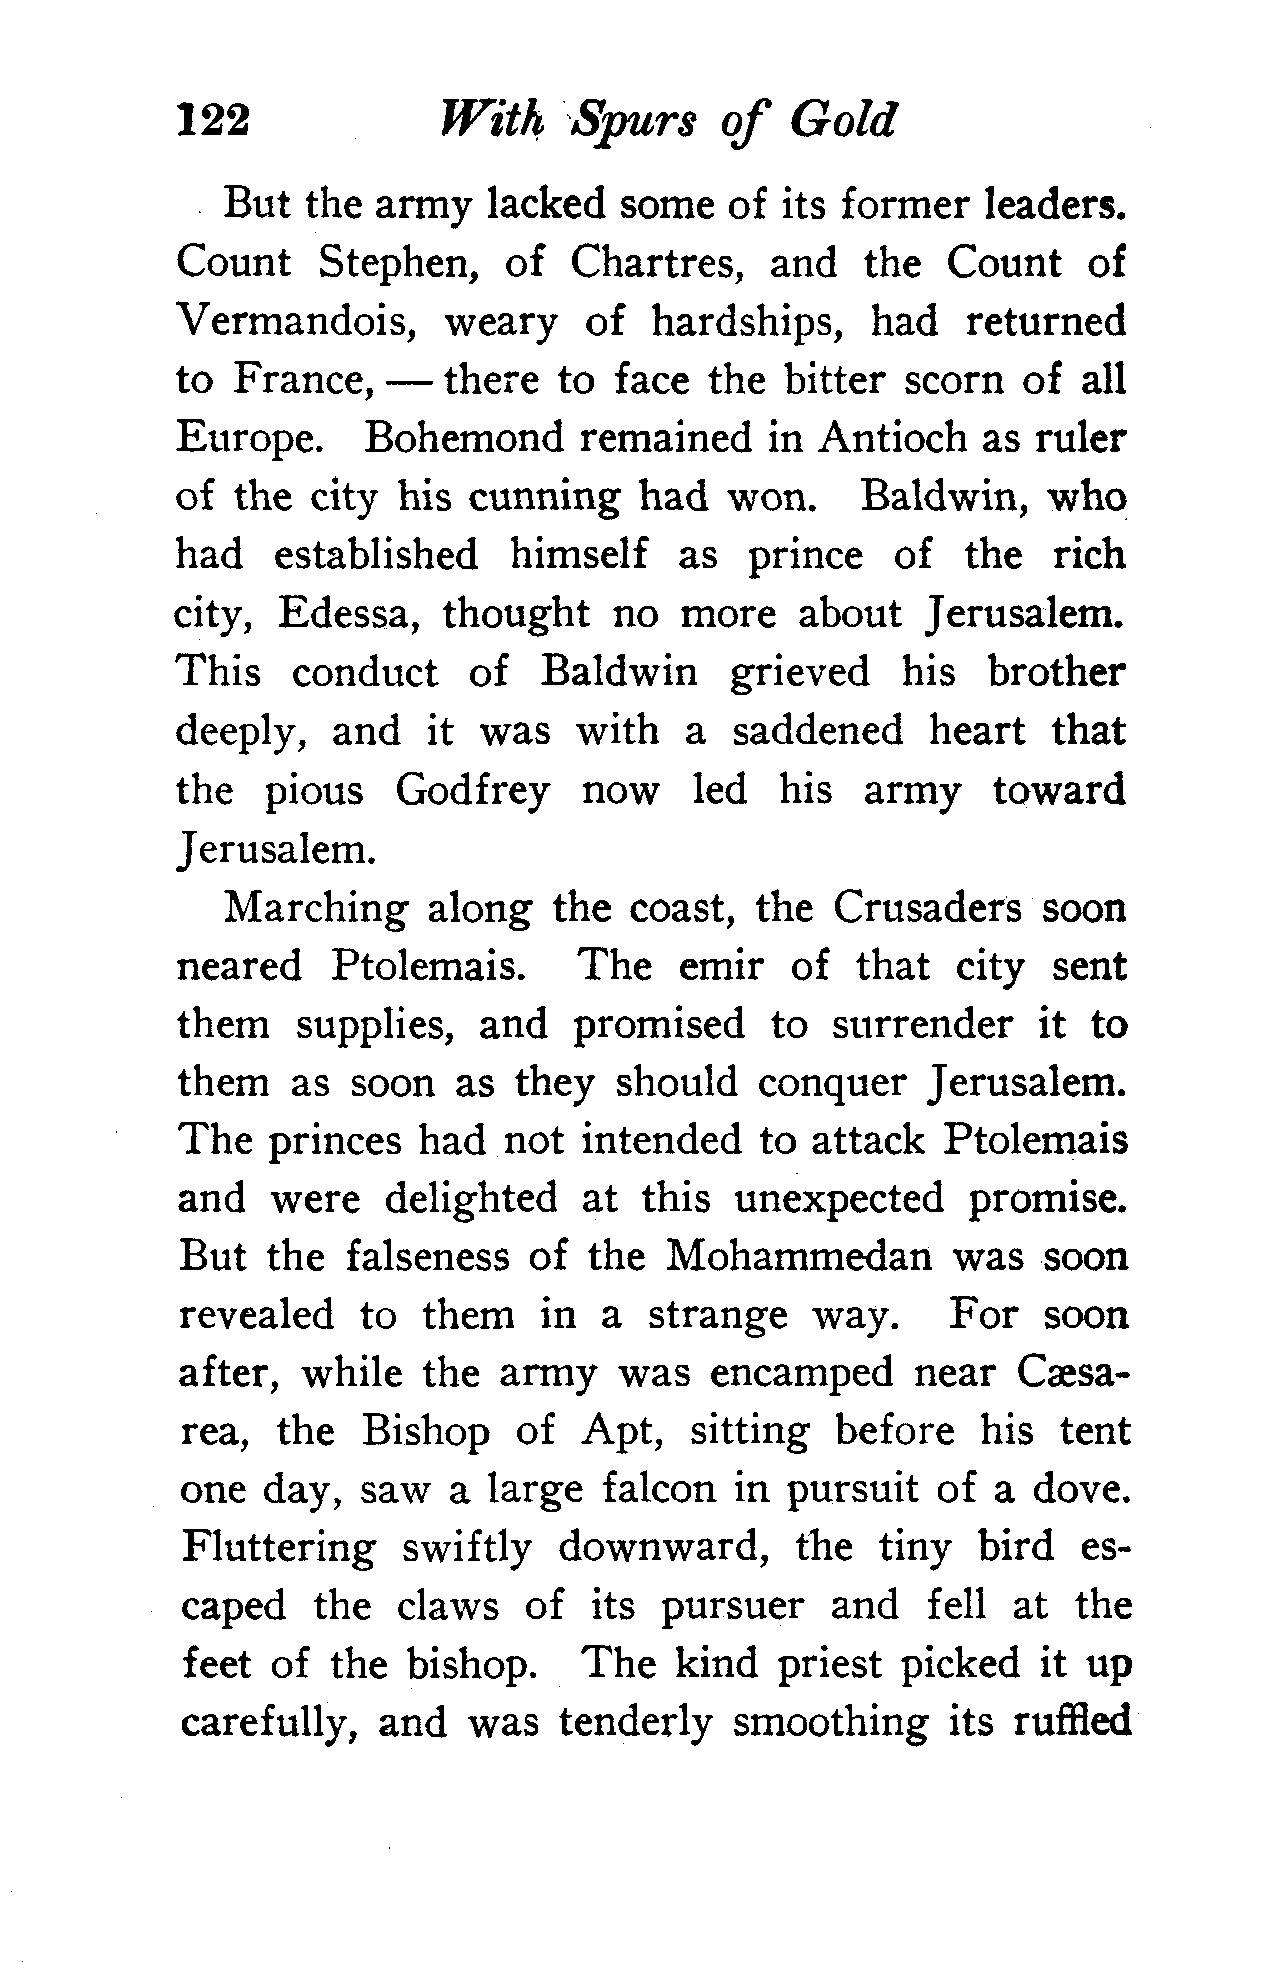 122 With Spurs of Gold
But the army lacked some of its former leaders.
Count Stephen, of Chartres, and the Count of
Vermandois, weary of hardships, had returned
to France, — there to face the bitter scorn of all
Europe. Bohemond remained in Antioch as ruler
of the city his cunning had won. Baldwin, who
had established himself as prince of the rich
city, Edessa, thought no more about Jerusalem.
This conduct of Baldwin grieved his brother
deeply, and it was with a saddened heart that
the pious Godfrey now led his army toward
Jerusalem.
Marching along the coast, the Crusaders soon
neared Ptolemais. The emir of that city sent
them supplies, and promised to surrender it to
them as soon as they should conquer Jerusalem.
The princes had not intended to attack Ptolemais
and were delighted at this unexpected promise.
But the falseness of the Mohammedan was soon
revealed to them in a strange way. For soon
after, while the army was encamped near Cæsa-
rea, the Bishop of Apt, sitting before his tent
one day, saw a large falcon in pursuit of a dove.
Fluttering swiftly downward, the tiny bird es-
caped the claws of its pursuer and fell at the
feet of the bishop. The kind priest picked it up
carefully, and was tenderly smoothing its ruffled